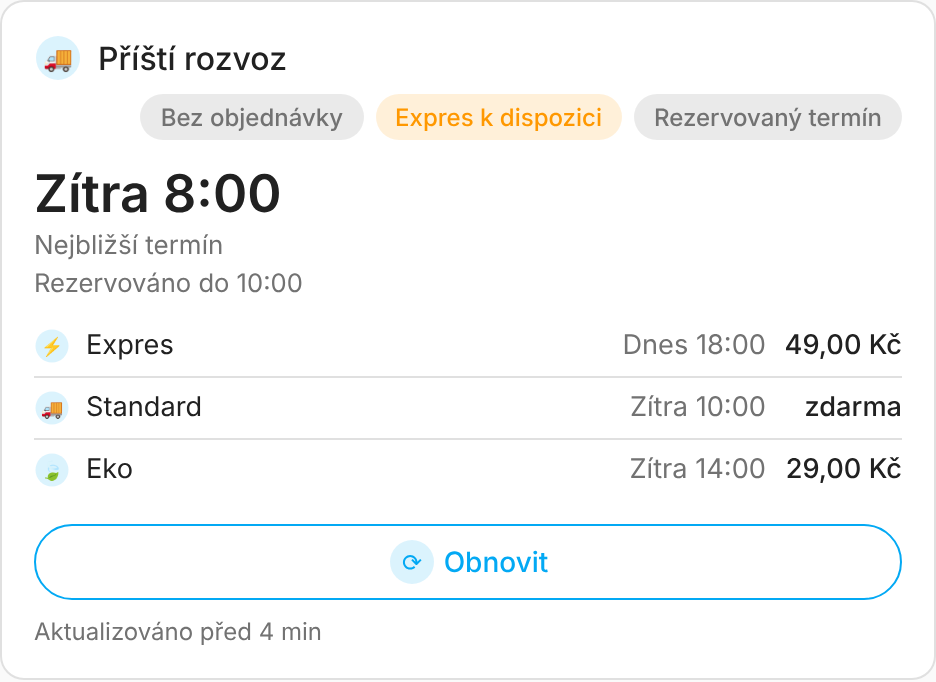 Příští rozvoz
Bez objednávky Expres k dispozici Rezervovaný termín
Zítra 8:00
Nejbližší termín
Rezervováno do 10:00
Expres Dnes 18:00 49,00 Kč
Standard Zítra 10:00 zdarma
Eko Zítra 14:00 29,00 Kč
Obnovit
Aktualizováno před 4 min